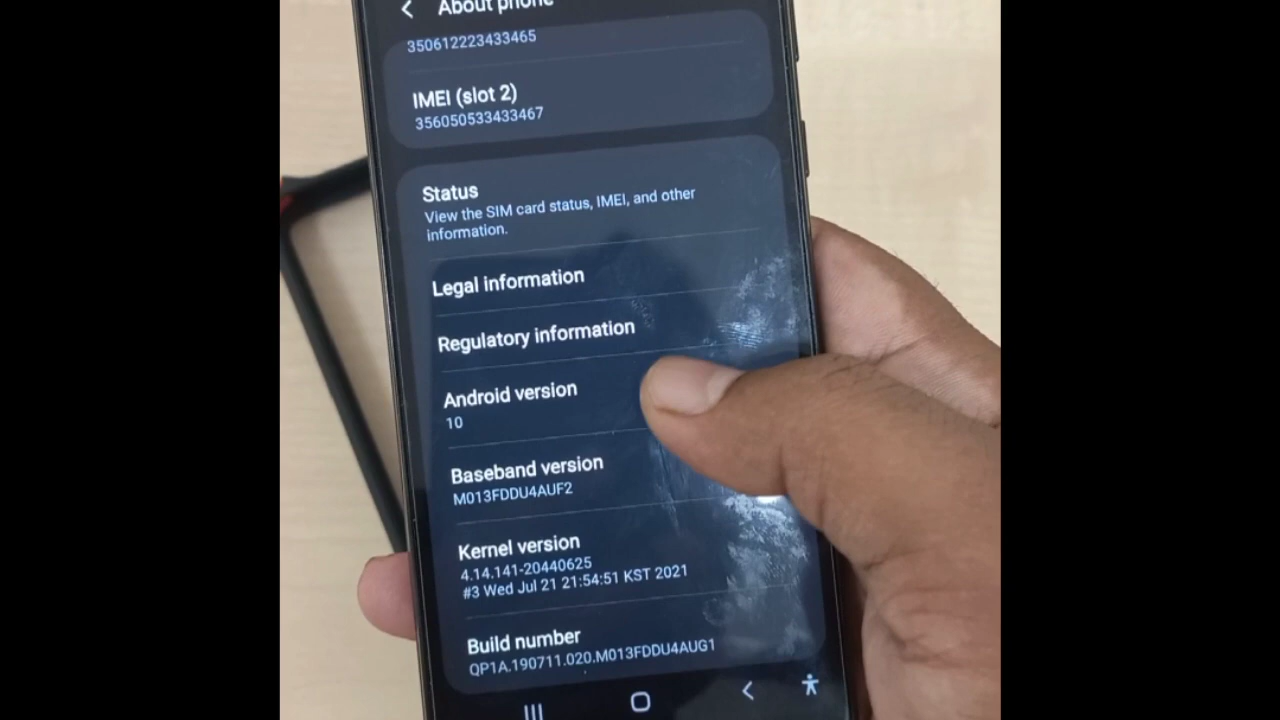 About phone
350612223433465
IMEI (slot 2)
356050533433467
Status
View the SIM card status, IMEI, and other
information.
Legal information
Regulatory information
Android version
10
Baseband version
M013FDDU4AUF2
Kernel version
4.14.141-20440625
#3 Wed Jul 21 21:54:51 KST 2021
Build number
QP1A.190711.020.M013FDDU4AUG1